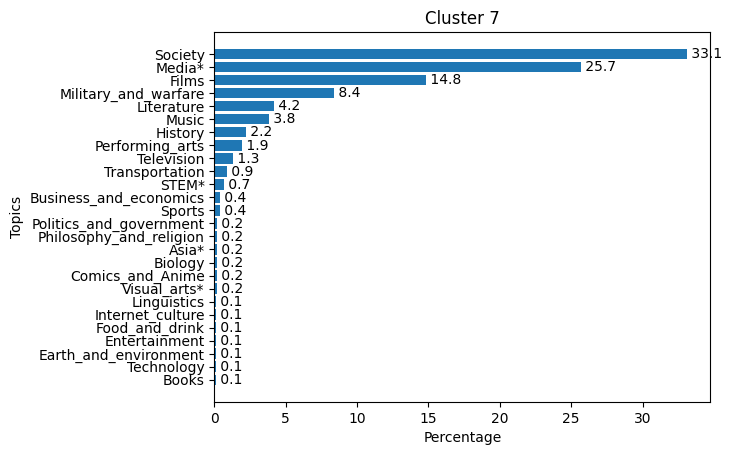 Cluster 7
Topics
Society 33.1
Media* 25.7
Films 14.8
Military_and_warfare 8.4
Literature 4.2
Music 3.8
History 2.2
Performing_arts 1.9
Television 1.3
Transportation 0.9
STEM* 0.7
Business_and_economics 0.4
Sports 0.4
Politics_and_government 0.2
Philosophy_and_religion 0.2
Asia* 0.2
Biology 0.2
Comics_and_Anime 0.2
Visual_arts* 0.2
Linguistics 0.1
Internet_culture 0.1
Food_and_drink 0.1
Entertainment 0.1
Earth_and_environment 0.1
Technology 0.1
Books 0.1
0 5 10 15 20 25 30
Percentage